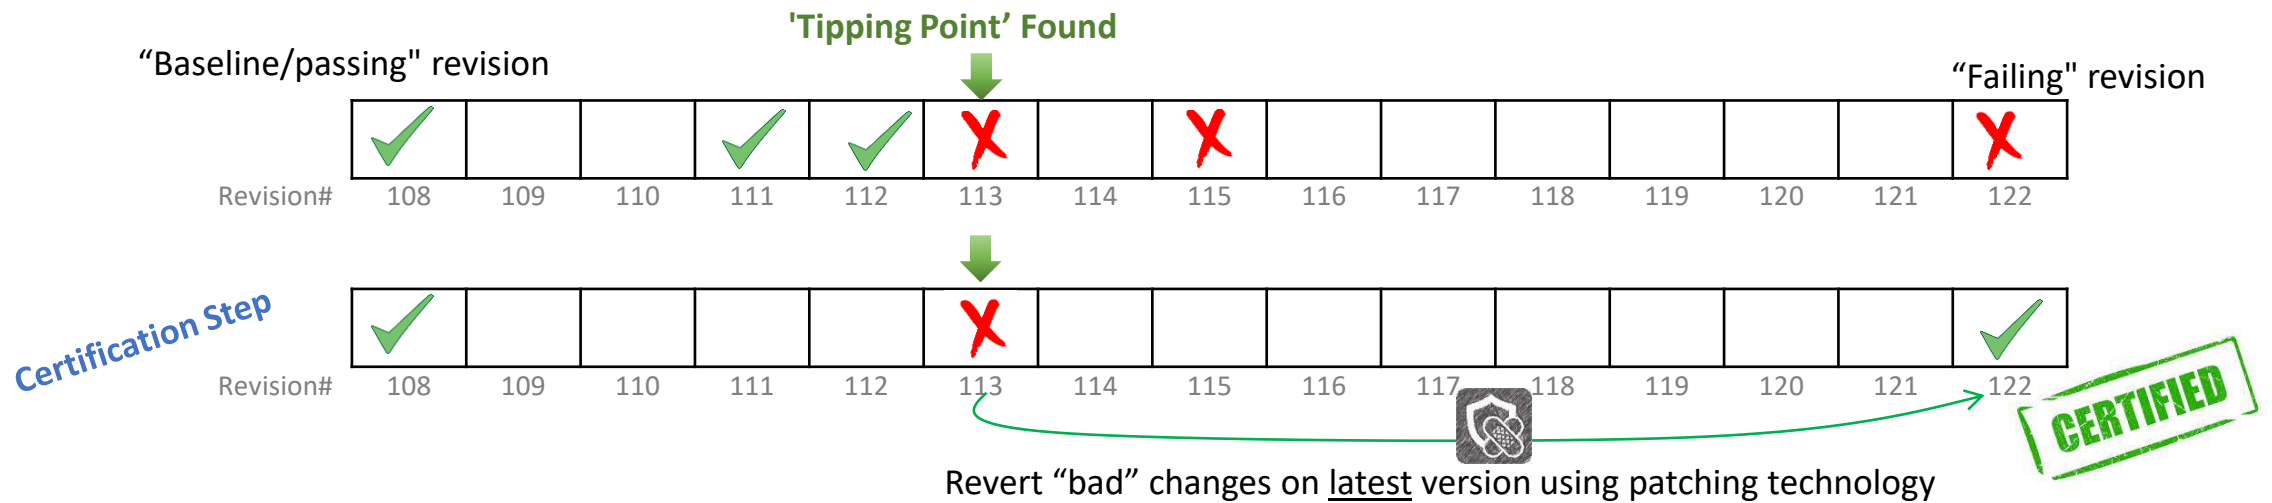 'Tipping Point’ Found
“Baseline/passing" revision
“Failing" revision
Revision# 108 109 110 111 112 113 114 115 116 117 118 119 120 121 122
Certification Step
Revision# 108 109 110 111 112 113 114 115 116 117 118 119 120 121 122
CERTIFIED
Revert “bad” changes on latest version using patching technology